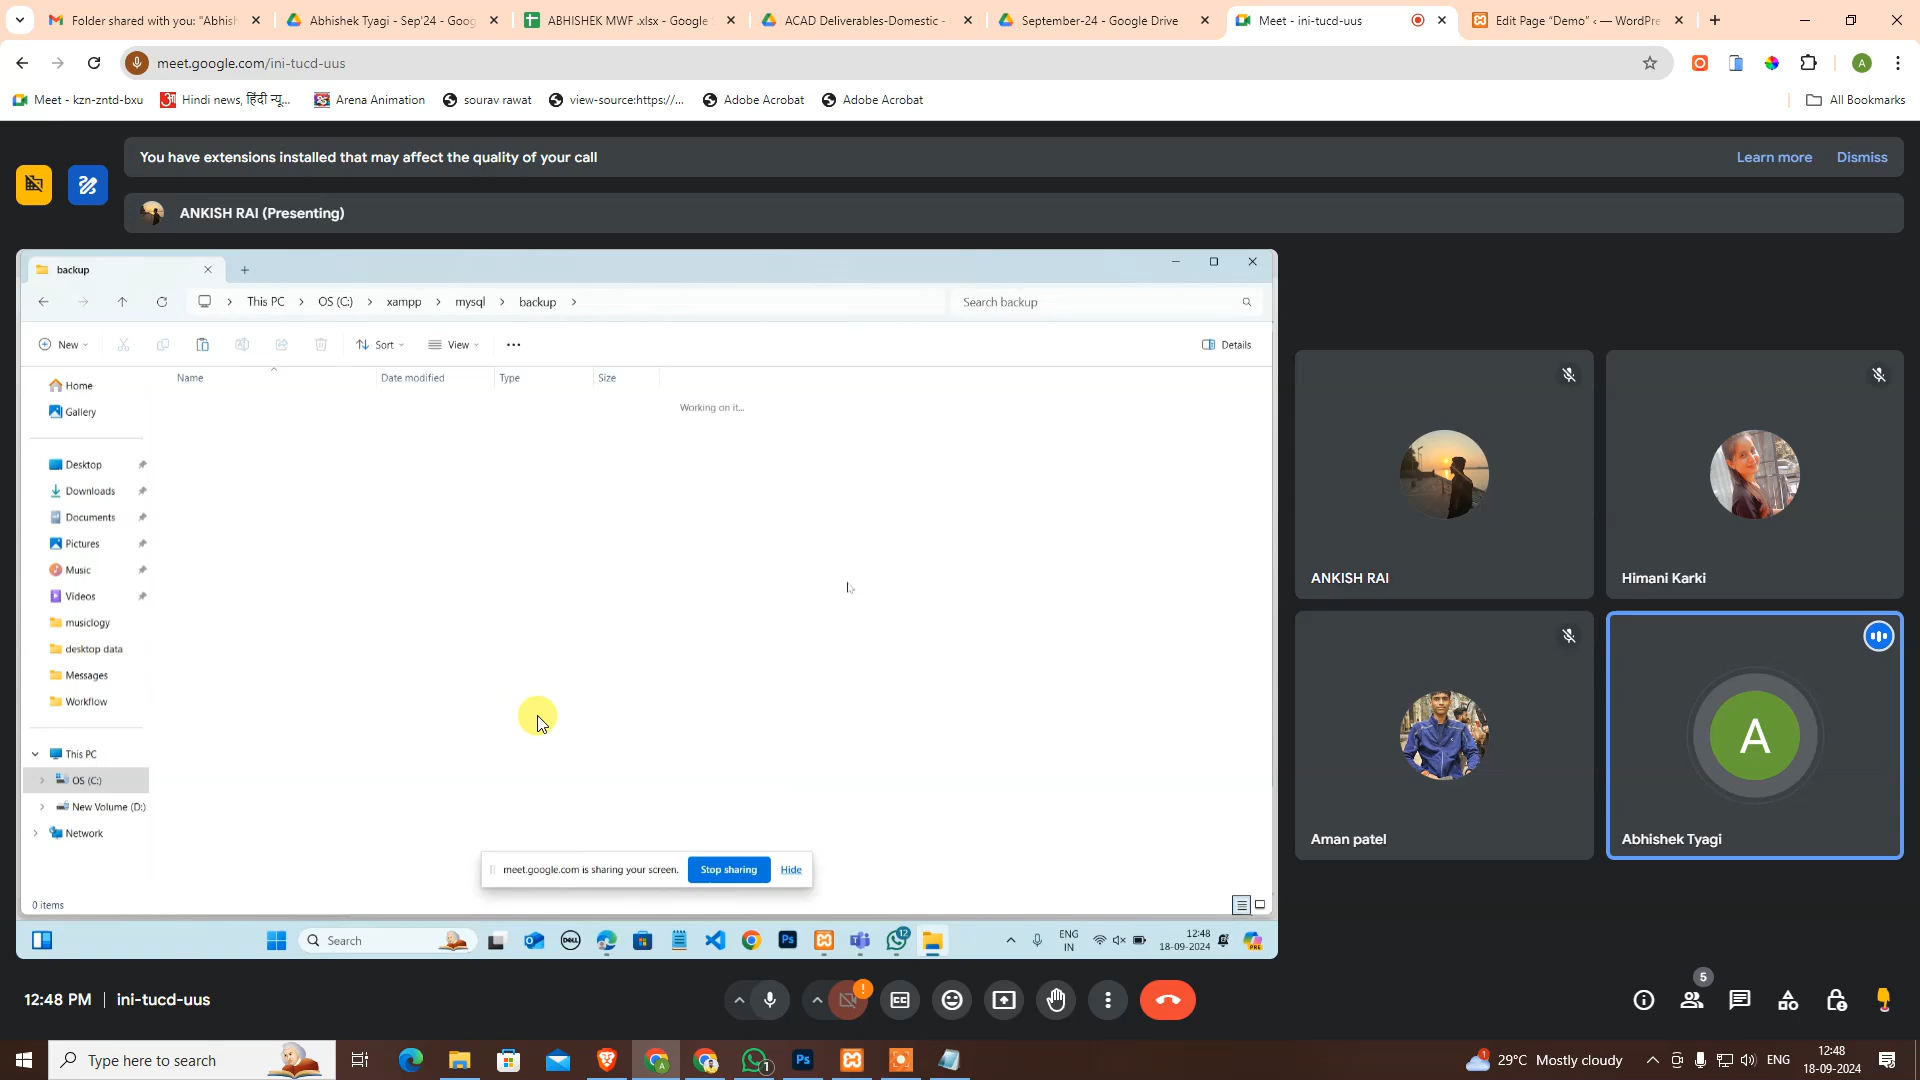 Folder shared with you: "Abhish
Abhishek Tyagi - Sep'24 - Goog
ABHISHEK MWF .xlsx - Google
ACAD Deliverables-Domestic -
September-24 - Google Drive
Meet - ini-tucd-uus
Edit Page "Demo" ‹ — WordPre
meet.google.com/ini-tucd-uus
A
Meet - kzn-zntd-bxu
Hindi news, हिंदी न्यू...
Arena Animation
sourav rawat
view-source:https://...
Adobe Acrobat
Adobe Acrobat
All Bookmarks
You have extensions installed that may affect the quality of your call
Learn more
Dismiss
ANKISH RAI (Presenting)
backup
This PC
OS (C:)
xampp
mysql
backup
Search backup
New
Sort
View
Details
Name
Date modified
Type
Size
Working on it...
Home
Gallery
Desktop
Downloads
Documents
Pictures
Music
Videos
musiclogy
desktop data
Messages
Workflow
This PC
OS (C:)
New Volume (D:)
Network
meet.google.com is sharing your screen.
Stop sharing
Hide
0 items
Search
DELL
Ps
12
ENG
IN
12:48
18-09-2024
PRE
ANKISH RAI
Himani Karki
Aman patel
A
Abhishek Tyagi
12:48 PM
ini-tucd-uus
5
Type here to search
A
1
Ps
1
29°C Mostly cloudy
ENG
12:48
18-09-2024